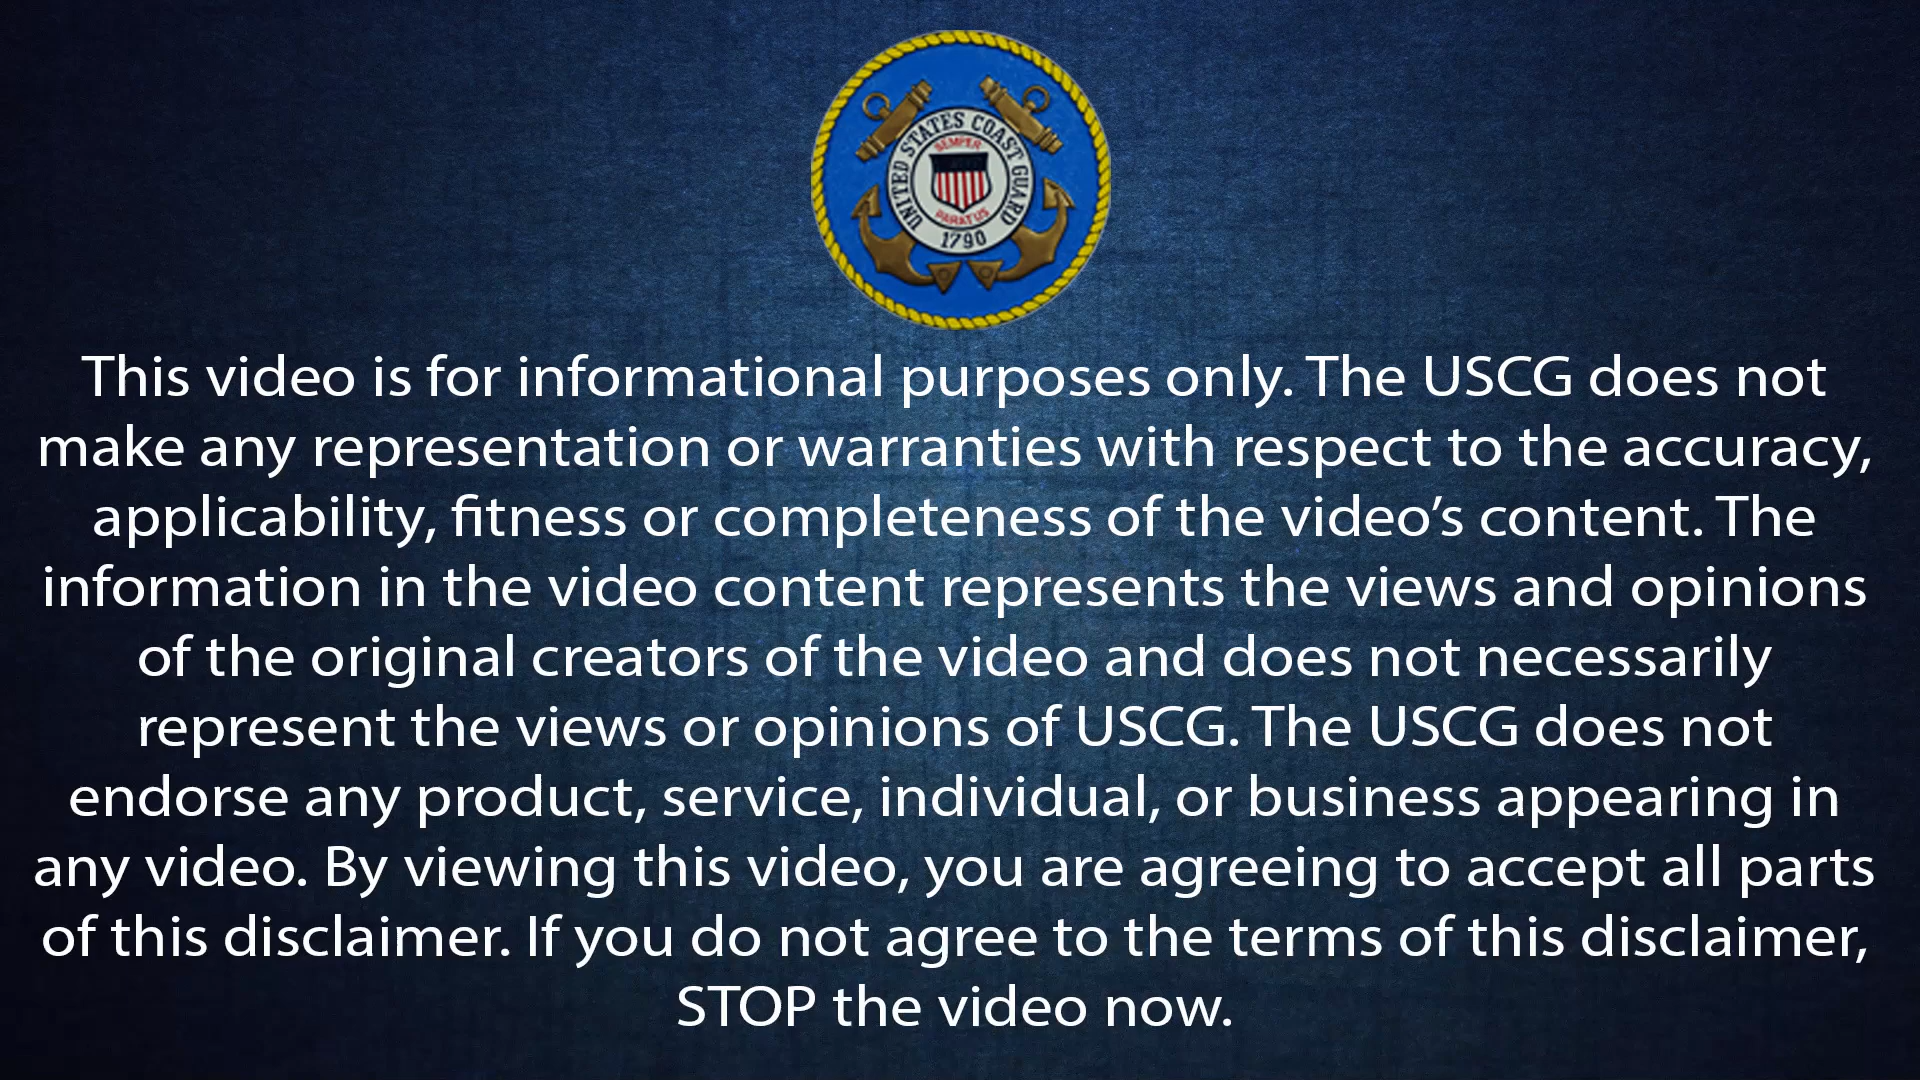 UNITED STATES COAST GUARD
SEMPER
PARATUS
1790
This video is for informational purposes only. The USCG does not
make any representation or warranties with respect to the accuracy,
applicability, fitness or completeness of the video’s content. The
information in the video content represents the views and opinions
of the original creators of the video and does not necessarily
represent the views or opinions of USCG. The USCG does not
endorse any product, service, individual, or business appearing in
any video. By viewing this video, you are agreeing to accept all parts
of this disclaimer. If you do not agree to the terms of this disclaimer,
STOP the video now.